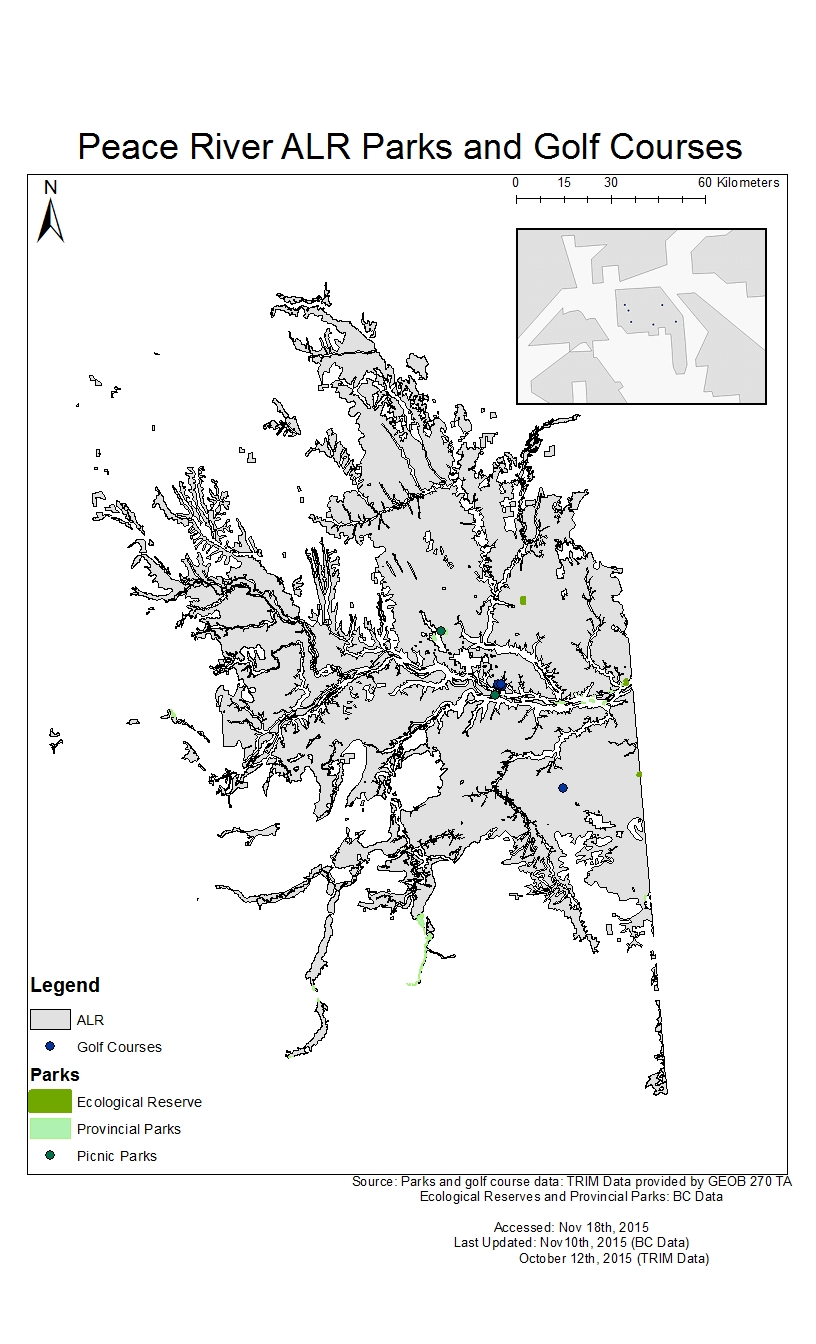 Peace River ALR Parks and Golf Courses
N
0 15 30 60 Kilometers
Legend
ALR
Golf Courses
Parks
Ecological Reserve
Provincial Parks
Picnic Parks
Source: Parks and golf course data: TRIM Data provided by GEOB 270 TA
Ecological Reserves and Provincial Parks: BC Data
Accessed: Nov 18th, 2015
Last Updated: Nov10th, 2015 (BC Data)
October 12th, 2015 (TRIM Data)